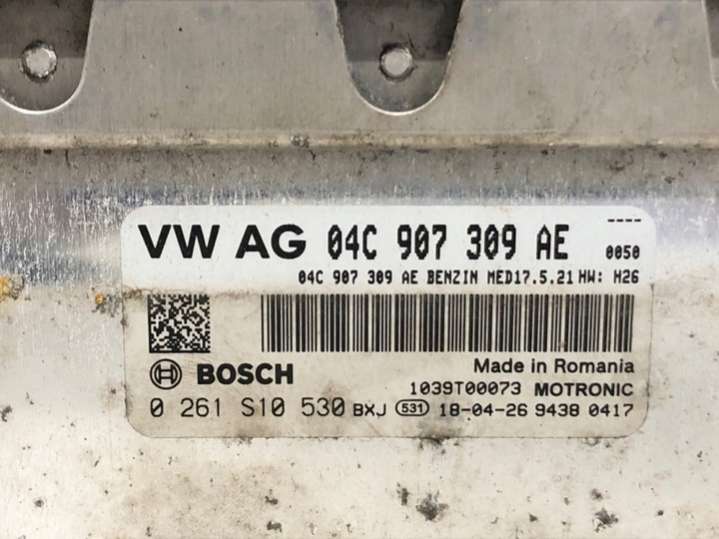 VW AG 04C 907 309 AE ----
0050
04C 907 309 AE BENZIN MED17.5.21 HW: H26
Made in Romania
BOSCH
1039T00073 MOTRONIC
0 261 S10 530 BXJ 531 18-04-26 9438 0417